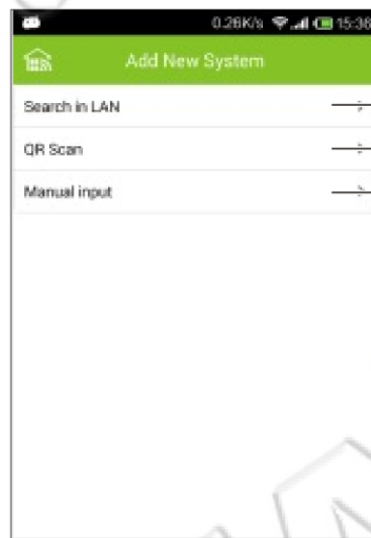 0.26K/s 15:36
Add New System
Search in LAN
QR Scan
Manual input